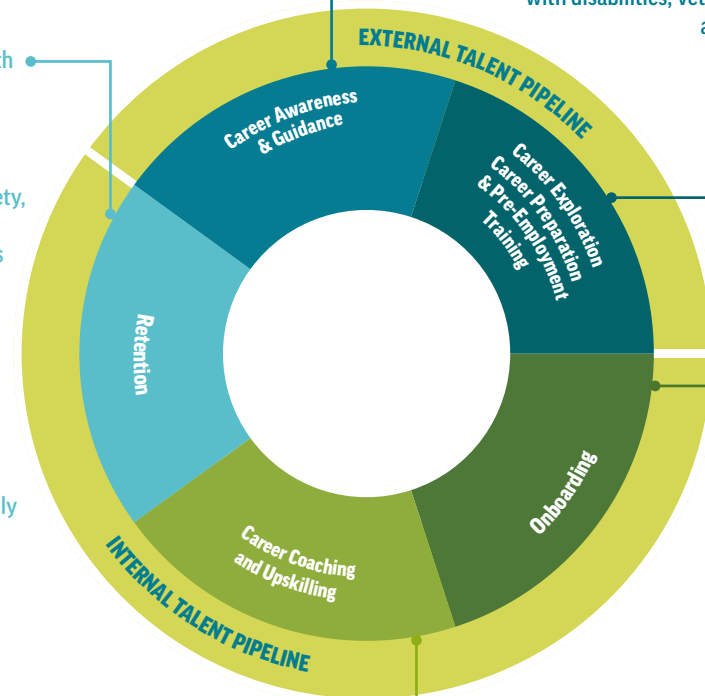 with disabilities, vet
a
th
ety,
s
ly
EXTERNAL TALENT PIPELINE
Career Awareness
& Guidance
Career Exploration
Career Preparation
& Pre-Employment
Training
Onboarding
Career Coaching
and Upskilling
Retention
INTERNAL TALENT PIPELINE